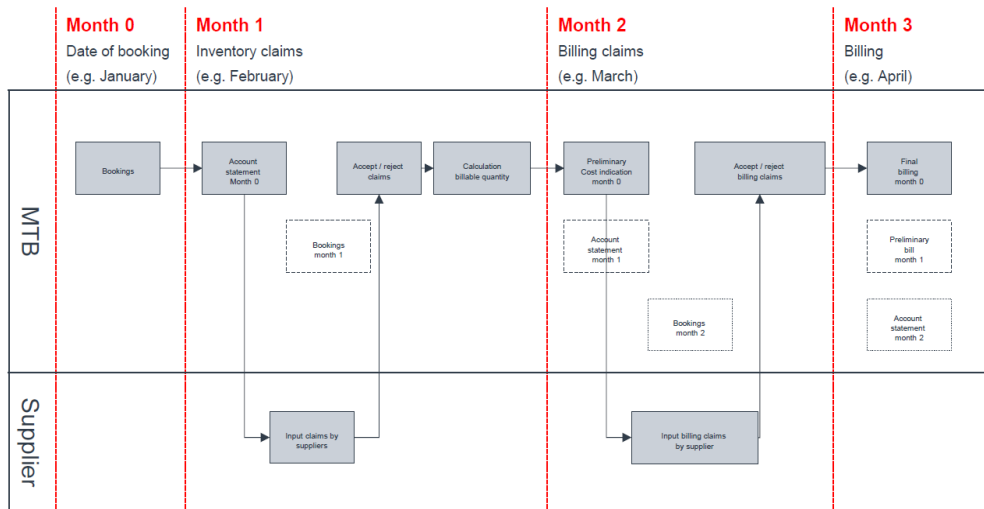 Month 0
Date of booking
(e.g. January)
Month 1
Inventory claims
(e.g. February)
Month 2
Billing claims
(e.g. March)
Month 3
Billing
(e.g. April)
MTB
Bookings
Account
statement
Month 0
Accept / reject
claims
Calculation
billable quantity
Preliminary
Cost indication
month 0
Accept / reject
billing claims
Final
billing
month 0
Bookings
month 1
Account
statement
month 1
Preliminary
bill
month 1
Bookings
month 2
Account
statement
month 2
Supplier
Input claims by
suppliers
Input billing claims
by supplier